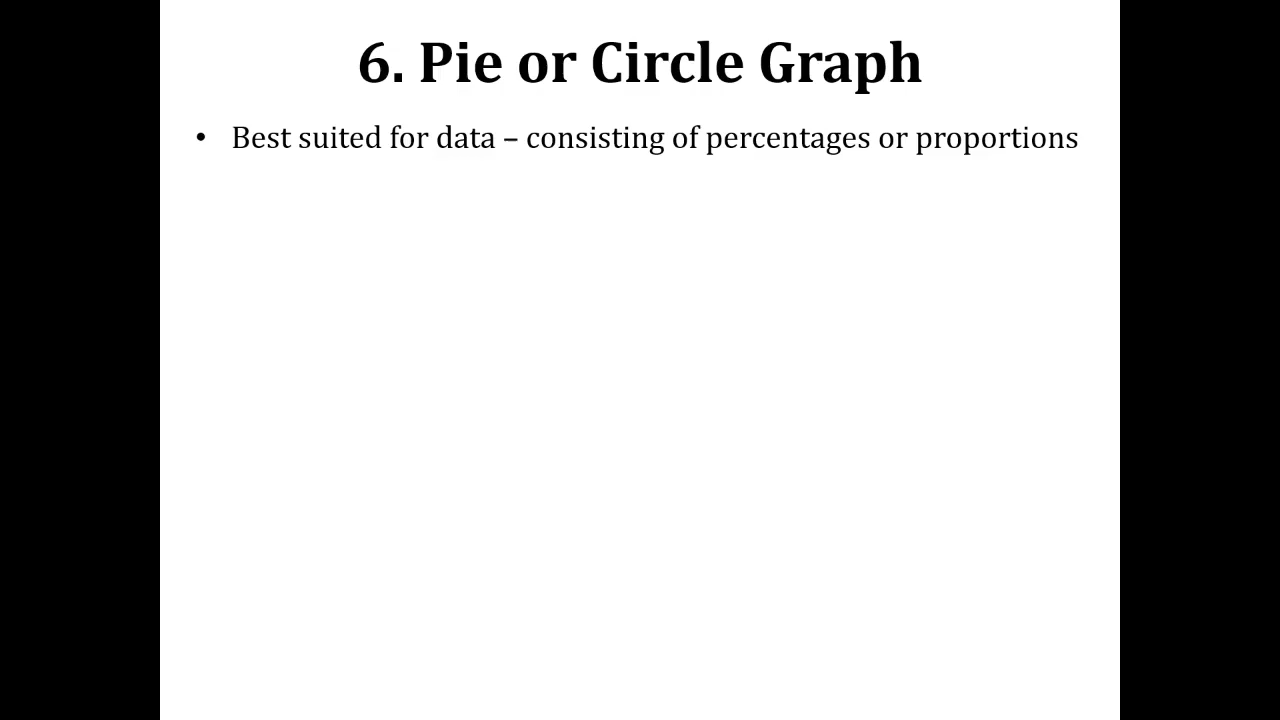 6. Pie or Circle Graph
• Best suited for data – consisting of percentages or proportions